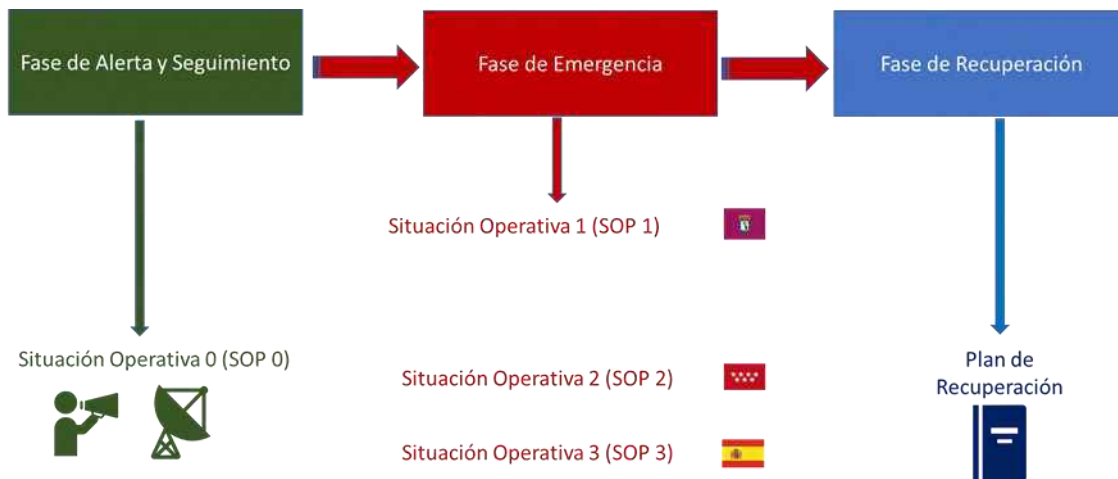 Fase de Alerta y Seguimiento
Fase de Emergencia
Fase de Recuperación
Situación Operativa 1 (SOP 1)
Situación Operativa 0 (SOP 0)
Situación Operativa 2 (SOP 2)
Situación Operativa 3 (SOP 3)
Plan de
Recuperación